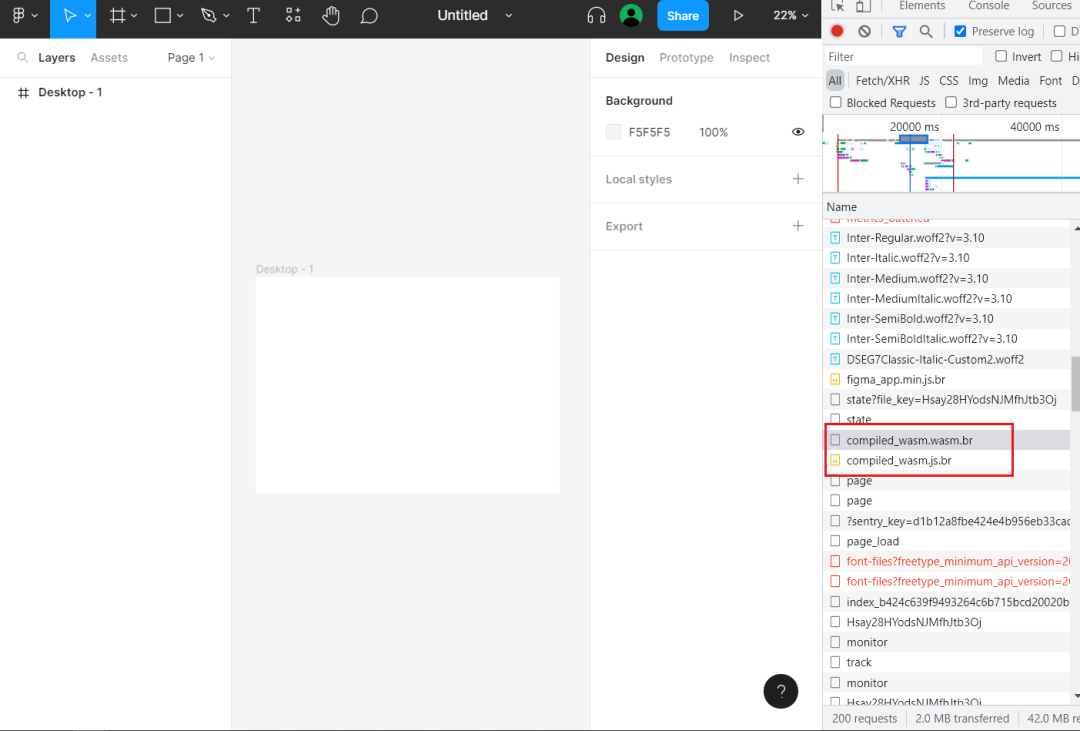 Untitled
Share
22%
Layers
Assets
Page 1
Desktop - 1
Desktop - 1
Design
Prototype
Inspect
Background
F5F5F5
100%
Local styles
Export
?
Elements
Console
Sources
Preserve log
D
Filter
Invert
Hi
All
Fetch/XHR
JS
CSS
Img
Media
Font
D
Blocked Requests
3rd-party requests
20000 ms
40000 ms
Name
metrics_batched
Inter-Regular.woff2?v=3.10
Inter-Italic.woff2?v=3.10
Inter-Medium.woff2?v=3.10
Inter-MediumItalic.woff2?v=3.10
Inter-SemiBold.woff2?v=3.10
Inter-SemiBoldItalic.woff2?v=3.10
DSEG7Classic-Italic-Custom2.woff2
figma_app.min.js.br
state?file_key=Hsay28HYodsNJMfhJtb3Oj
state
compiled_wasm.wasm.br
compiled_wasm.js.br
page
page
?sentry_key=d1b12a8fbe424e4b956eb33cac
page_load
font-files?freetype_minimum_api_version=20
font-files?freetype_minimum_api_version=20
index_b424c639f9493264c6b715bcd20020b
Hsay28HYodsNJMfhJtb3Oj
monitor
track
monitor
Hsay28HYodsNJMfhJtb3Oj
200 requests
2.0 MB transferred
42.0 MB re